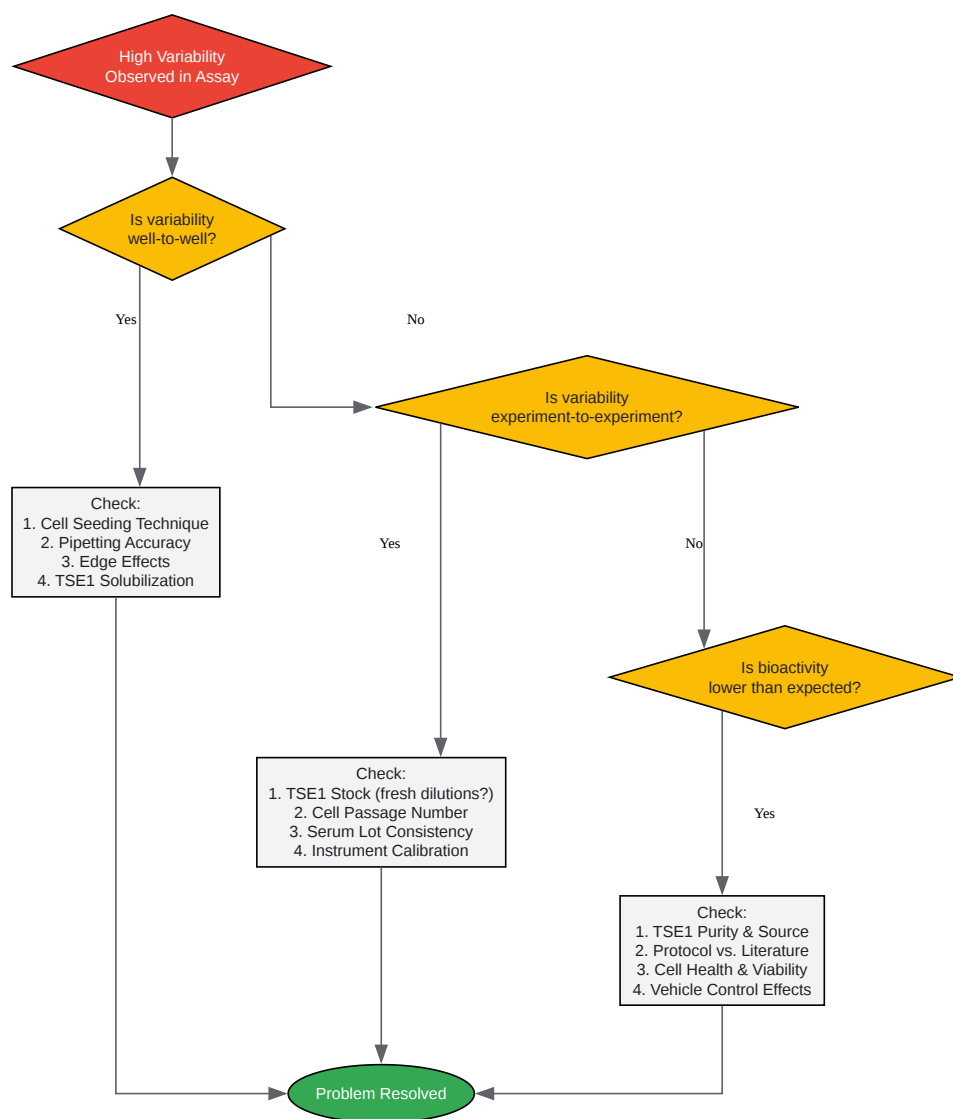 High Variability
Observed in Assay
Is variability
well-to-well?
Yes
No
Is variability
experiment-to-experiment?
Check:
1. Cell Seeding Technique
2. Pipetting Accuracy
3. Edge Effects
4. TSE1 Solubilization
Yes
No
Is bioactivity
lower than expected?
Check:
1. TSE1 Stock (fresh dilutions?)
2. Cell Passage Number
3. Serum Lot Consistency
4. Instrument Calibration
Yes
Check:
1. TSE1 Purity & Source
2. Protocol vs. Literature
3. Cell Health & Viability
4. Vehicle Control Effects
Problem Resolved